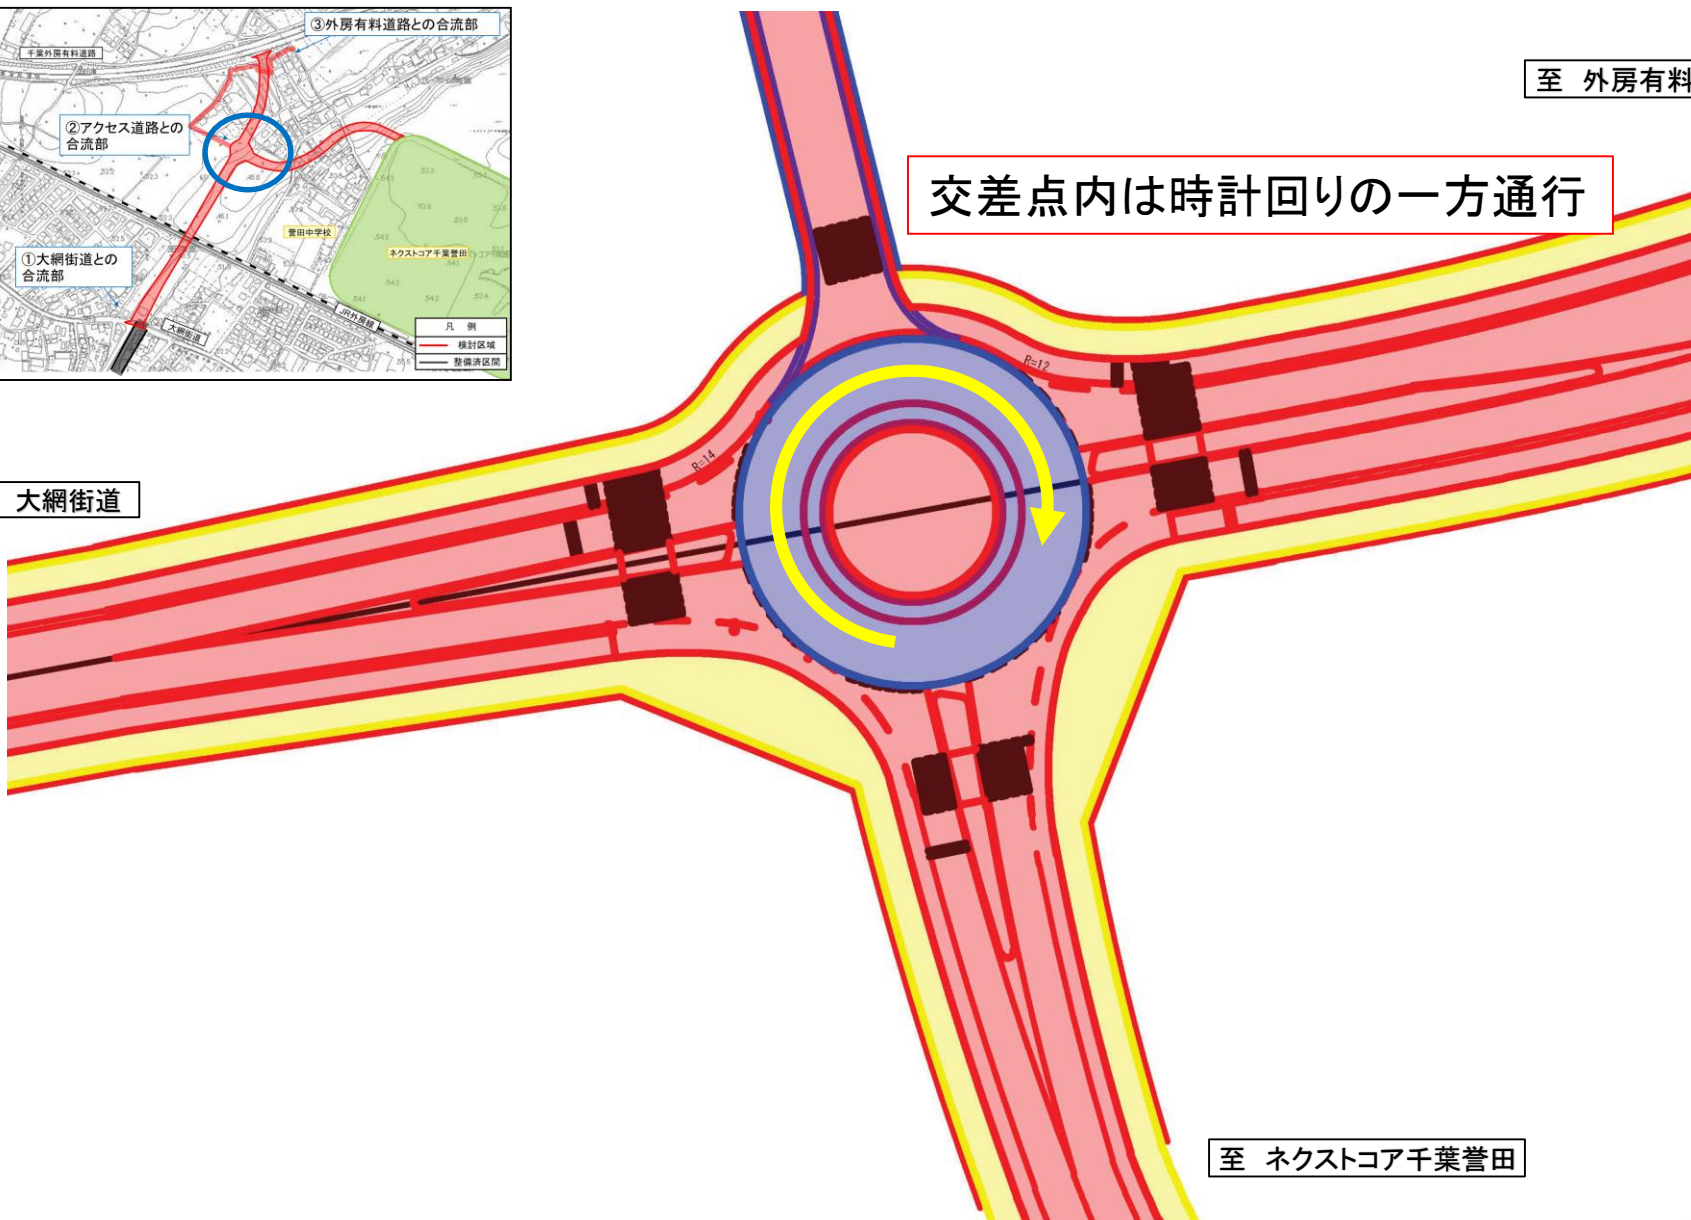 ③外房有料道路との合流部
千葉外房有料道路
②アクセス道路との
合流部
誉田中学校
ネクストコア千葉誉田
①大網街道との
合流部
JR外房線
大網街道
凡 例
検討区域
整備済区間
至 外房有料
交差点内は時計回りの一方通行
R=12
R=14
大網街道
至 ネクストコア千葉誉田